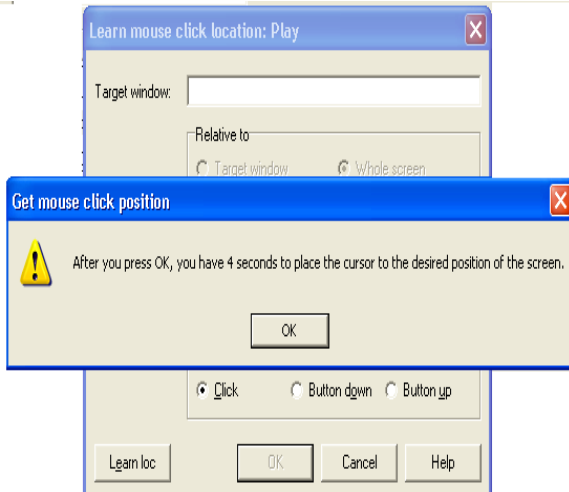 Learn mouse click location: Play
Target window:
Relative to
Target window Whole screen
Get mouse click position
After you press OK, you have 4 seconds to place the cursor to the desired position of the screen.
OK
Click Button down Button up
Learn loc OK Cancel Help